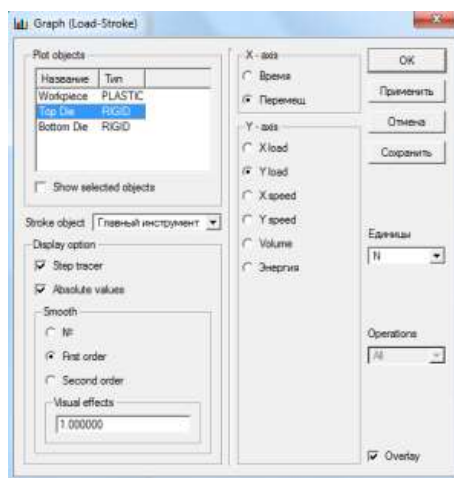 Graph (Load-Stroke)
Plot objects
Название Тип
Workpiece PLASTIC
Top Die RIGID
Bottom Die RIGID
Show selected objects
Stroke object Главный инструмент
Display option
Step tracer
Absolute values
Smooth
№
First order
Second order
Visual effects
1.000000
X - axis
Время
Перемещ
Y - axis
X load
Y load
X speed
Y speed
Volume
Энергия
OK
Применить
Отмена
Сохранить
Единицы
N
Operations
All
Overlay